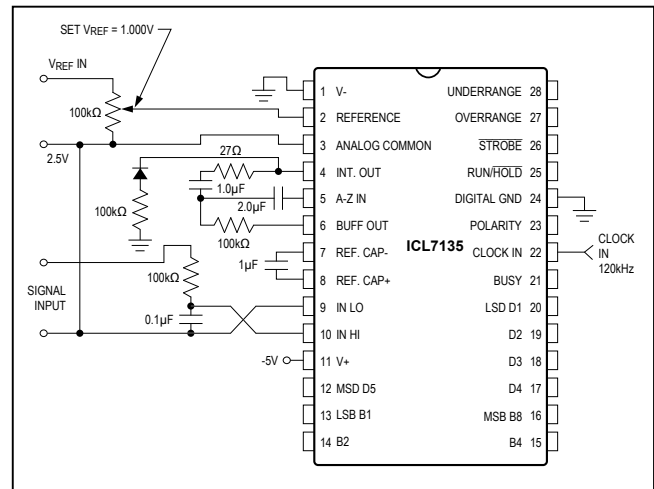 SET VREF = 1.000V
VREF IN
100kΩ
2.5V
27Ω
1.0µF
2.0µF
100kΩ
100kΩ
1µF
100kΩ
SIGNAL
INPUT
0.1µF
-5V
1 V-
2 REFERENCE
3 ANALOG COMMON
4 INT. OUT
5 A-Z IN
6 BUFF OUT
7 REF. CAP-
8 REF. CAP+
9 IN LO
10 IN HI
11 V+
12 MSD D5
13 LSB B1
14 B2
ICL7135
UNDERRANGE 28
OVERRANGE 27
STROBE 26
RUN/HOLD 25
DIGITAL GND 24
POLARITY 23
CLOCK IN 22
BUSY 21
LSD D1 20
D2 19
D3 18
D4 17
MSB B8 16
B4 15
CLOCK
IN
120kHz